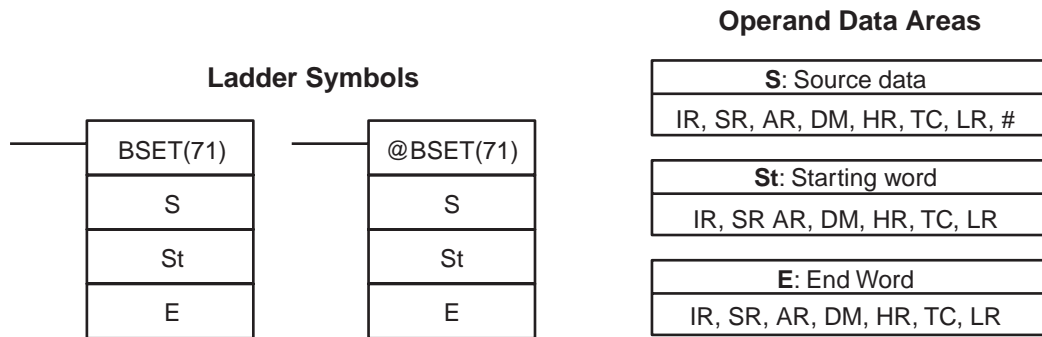 Ladder Symbols
BSET(71)
S
St
E
@BSET(71)
S
St
E
Operand Data Areas
S: Source data
IR, SR, AR, DM, HR, TC, LR, #
St: Starting word
IR, SR AR, DM, HR, TC, LR
E: End Word
IR, SR, AR, DM, HR, TC, LR